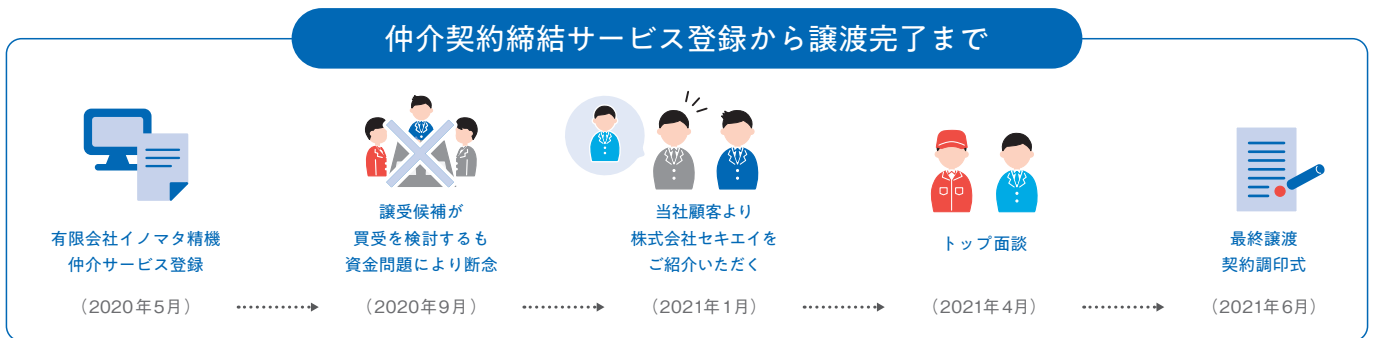 仲介契約締結サービス登録から譲渡完了まで
有限会社イノマタ精機
仲介サービス登録
（2020年5月）
譲受候補が
買受を検討するも
資金問題により断念
（2020年9月）
当社顧客より
株式会社セキエイを
ご紹介いただく
（2021年1月）
トップ面談
（2021年4月）
最終譲渡
契約調印式
（2021年6月）